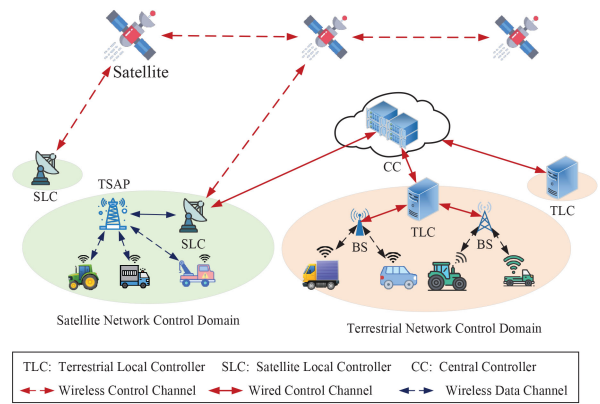 Satellite
SLC
TSAP
SLC
CC
TLC
TLC
BS
BS
Satellite Network Control Domain
Terrestrial Network Control Domain
TLC: Terrestrial Local Controller SLC: Satellite Local Controller CC: Central Controller
Wireless Control Channel Wired Control Channel Wireless Data Channel